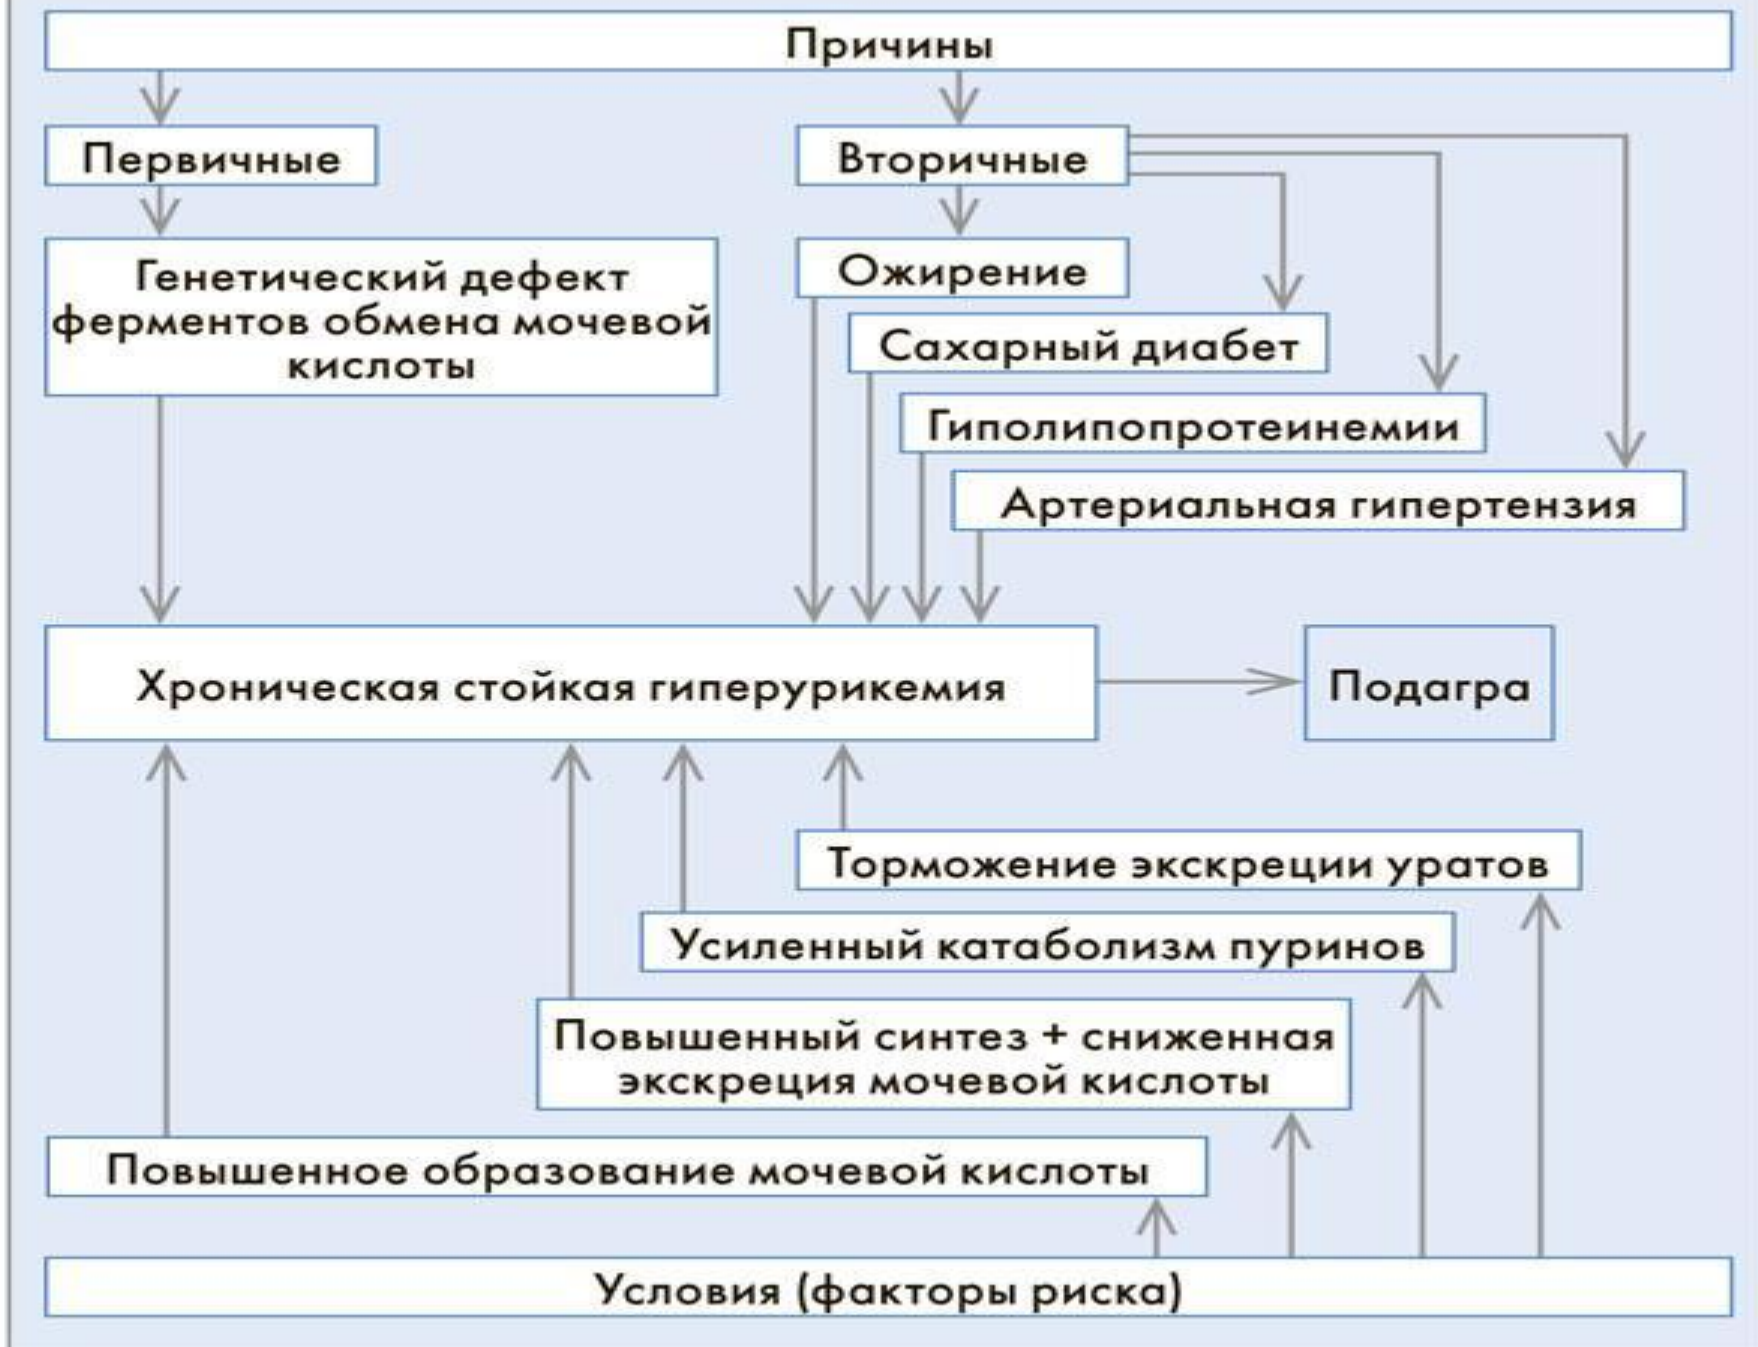 Причины
Первичные
Вторичные
Генетический дефект
ферментов обмена мочевой
кислоты
Ожирение
Сахарный диабет
Гиполипопротеинемии
Артериальная гипертензия
Хроническая стойкая гиперурикемия
Подагра
Торможение экскреции уратов
Усиленный катаболизм пуринов
Повышенный синтез + сниженная
экскреция мочевой кислоты
Повышенное образование мочевой кислоты
Условия (факторы риска)